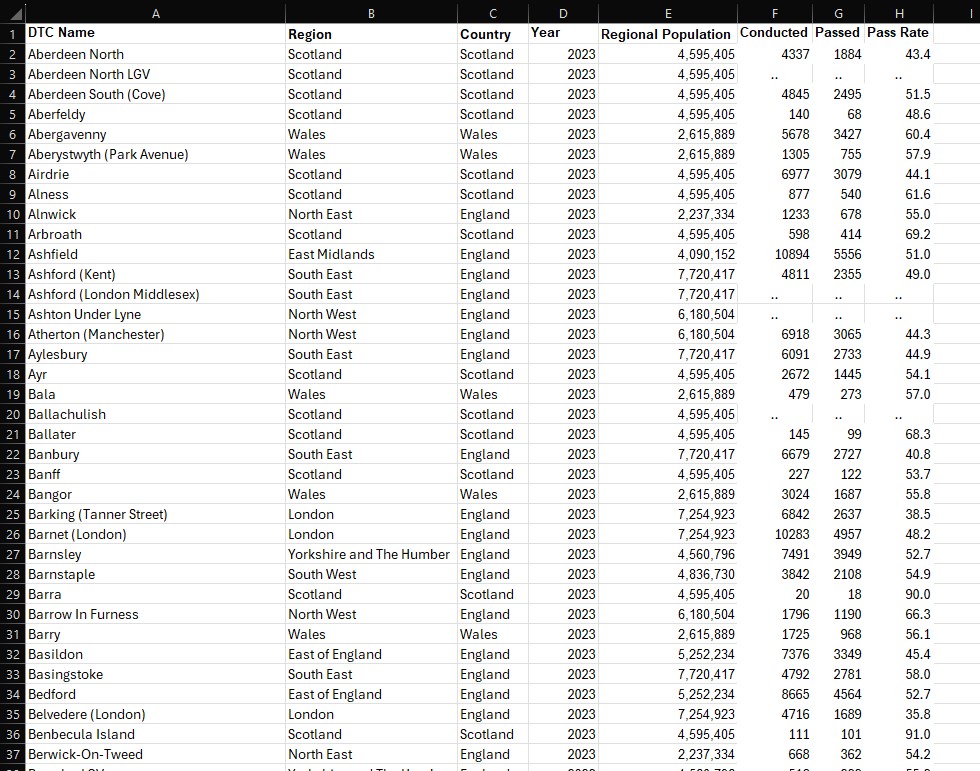 A B C D E F G H I
1 DTC Name Region Country Year Regional Population Conducted Passed Pass Rate
2 Aberdeen North Scotland Scotland 2023 4,595,405 4337 1884 43.4
3 Aberdeen North LGV Scotland Scotland 2023 4,595,405 .. .. ..
4 Aberdeen South (Cove) Scotland Scotland 2023 4,595,405 4845 2495 51.5
5 Aberfeldy Scotland Scotland 2023 4,595,405 140 68 48.6
6 Abergavenny Wales Wales 2023 2,615,889 5678 3427 60.4
7 Aberystwyth (Park Avenue) Wales Wales 2023 2,615,889 1305 755 57.9
8 Airdrie Scotland Scotland 2023 4,595,405 6977 3079 44.1
9 Alness Scotland Scotland 2023 4,595,405 877 540 61.6
10 Alnwick North East England 2023 2,237,334 1233 678 55.0
11 Arbroath Scotland Scotland 2023 4,595,405 598 414 69.2
12 Ashfield East Midlands England 2023 4,090,152 10894 5556 51.0
13 Ashford (Kent) South East England 2023 7,720,417 4811 2355 49.0
14 Ashford (London Middlesex) South East England 2023 7,720,417 .. .. ..
15 Ashton Under Lyne North West England 2023 6,180,504 .. .. ..
16 Atherton (Manchester) North West England 2023 6,180,504 6918 3065 44.3
17 Aylesbury South East England 2023 7,720,417 6091 2733 44.9
18 Ayr Scotland Scotland 2023 4,595,405 2672 1445 54.1
19 Bala Wales Wales 2023 2,615,889 479 273 57.0
20 Ballachulish Scotland Scotland 2023 4,595,405 .. .. ..
21 Ballater Scotland Scotland 2023 4,595,405 145 99 68.3
22 Banbury South East England 2023 7,720,417 6679 2727 40.8
23 Banff Scotland Scotland 2023 4,595,405 227 122 53.7
24 Bangor Wales Wales 2023 2,615,889 3024 1687 55.8
25 Barking (Tanner Street) London England 2023 7,254,923 6842 2637 38.5
26 Barnet (London) London England 2023 7,254,923 10283 4957 48.2
27 Barnsley Yorkshire and The Humber England 2023 4,560,796 7491 3949 52.7
28 Barnstaple South West England 2023 4,836,730 3842 2108 54.9
29 Barra Scotland Scotland 2023 4,595,405 20 18 90.0
30 Barrow In Furness North West England 2023 6,180,504 1796 1190 66.3
31 Barry Wales Wales 2023 2,615,889 1725 968 56.1
32 Basildon East of England England 2023 5,252,234 7376 3349 45.4
33 Basingstoke South East England 2023 7,720,417 4792 2781 58.0
34 Bedford East of England England 2023 5,252,234 8665 4564 52.7
35 Belvedere (London) London England 2023 7,254,923 4716 1689 35.8
36 Benbecula Island Scotland Scotland 2023 4,595,405 111 101 91.0
37 Berwick-On-Tweed North East England 2023 2,237,334 668 362 54.2